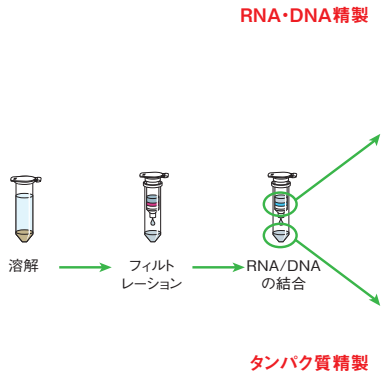 RNA・DNA精製
溶解
フィルト
レーション
RNA/DNA
の結合
タンパク質精製